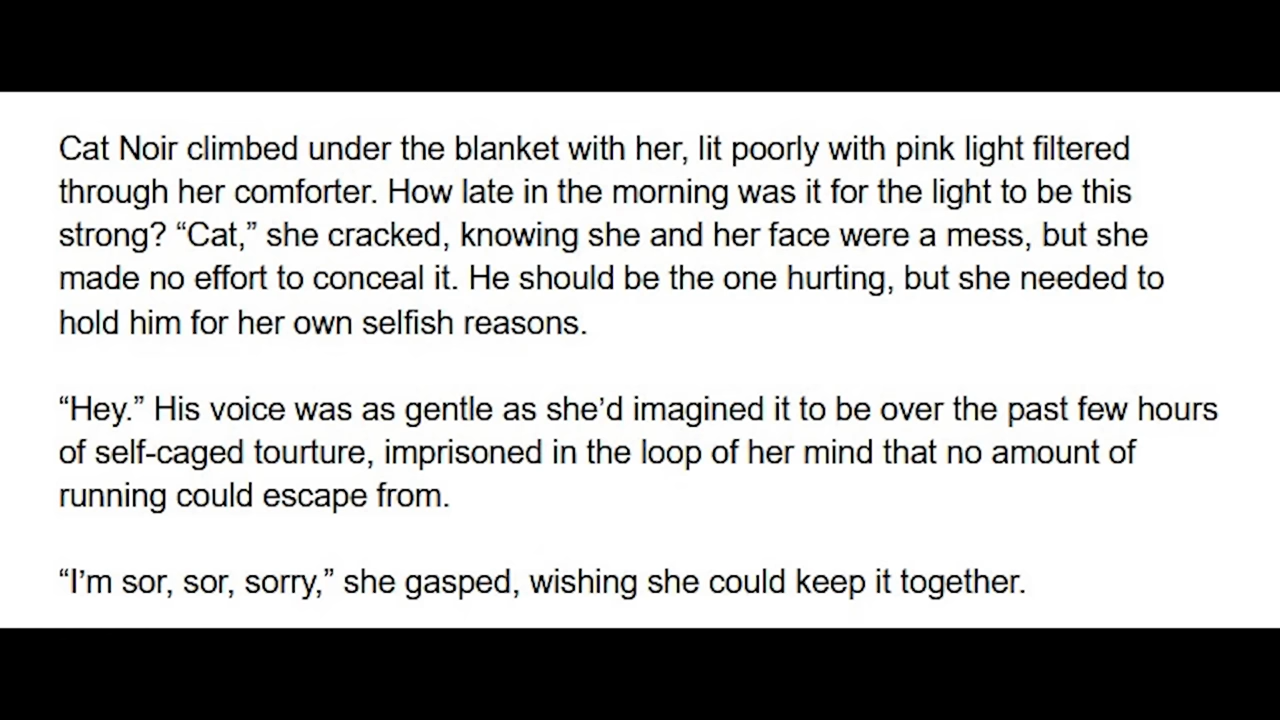 Cat Noir climbed under the blanket with her, lit poorly with pink light filtered
through her comforter. How late in the morning was it for the light to be this
strong? “Cat,” she cracked, knowing she and her face were a mess, but she
made no effort to conceal it. He should be the one hurting, but she needed to
hold him for her own selfish reasons.
“Hey.” His voice was as gentle as she’d imagined it to be over the past few hours
of self-caged tourture, imprisoned in the loop of her mind that no amount of
running could escape from.
“I’m sor, sor, sorry,” she gasped, wishing she could keep it together.